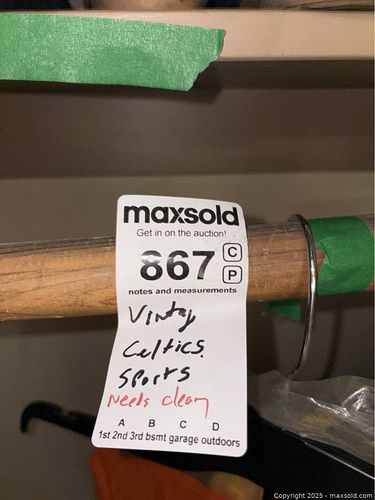 maxsold
Get in on the auction!
867 C
P
notes and measurements
Vintag
Celtics.
Sports
Needs clean
A B C D
1st 2nd 3rd bsmt garage outdoors
Copyright 2025 - maxsold.com